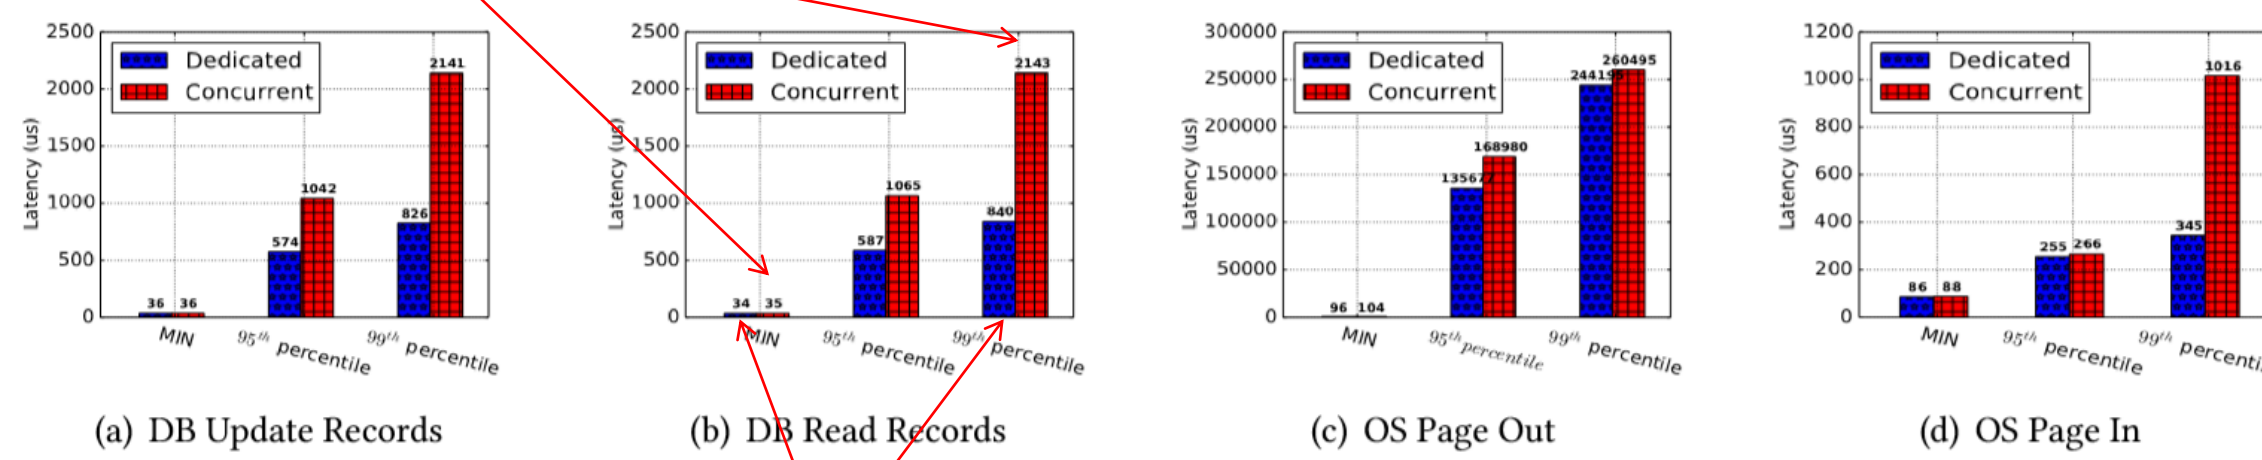 2500
2000
1500
1000
500
0
Latency (us)
Dedicated
Concurrent
36 36
574 1042
826 2141
MIN 95th percentile 99th percentile
(a) DB Update Records
2500
2000
1500
1000
500
0
Latency (us)
Dedicated
Concurrent
34 35
587 1065
840 2143
MIN 95th percentile 99th percentile
(b) DB Read Records
300000
250000
200000
150000
100000
50000
0
Latency (us)
Dedicated
Concurrent
96 104
168980
260495
MIN 95th percentile 99th percentile
(c) OS Page Out
1200
1000
800
600
400
200
0
Latency (us)
Dedicated
Concurrent
86 88
255 266
345 1016
MIN 95th percentile 99th
(d) OS Page In